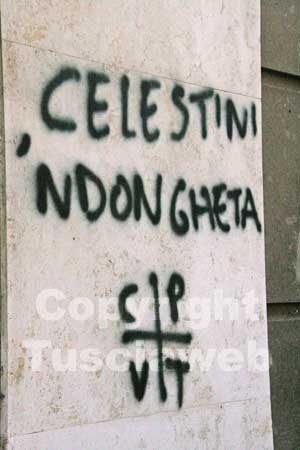 CELESTINI
'NDONGHETA
C P
V T
Copyright
Tusciaweb